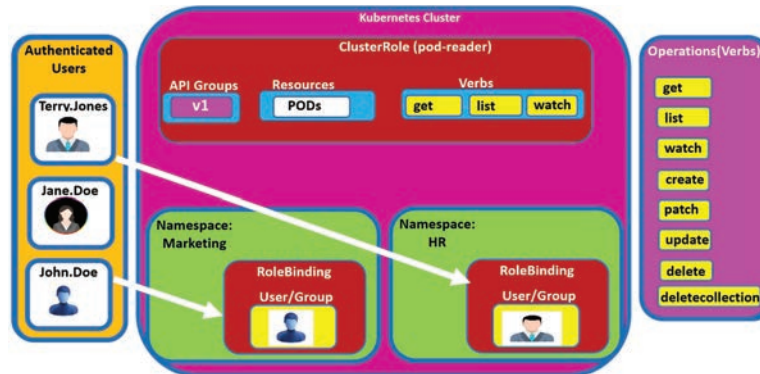 Kubernetes Cluster
Authenticated
Users
Terry.Jones
Jane.Doe
John.Doe
ClusterRole (pod-reader)
API Groups
v1
Resources
PODs
Verbs
get
list
watch
Namespace:
Marketing
RoleBinding
User/Group
Namespace:
HR
RoleBinding
User/Group
Operations(Verbs)
get
list
watch
create
patch
update
delete
deletecollection